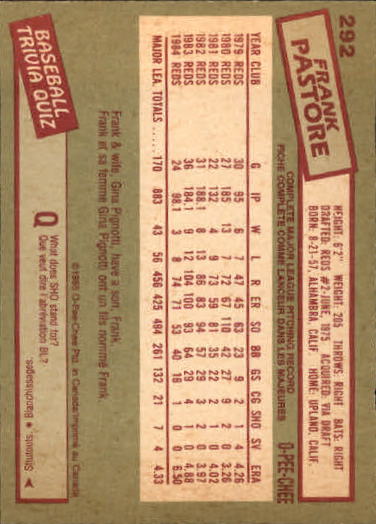 292
FRANK
PASTORE
HEIGHT: 6'2" WEIGHT: 205 THROWS: RIGHT BATS: RIGHT
DRAFTED: REDS #2-JUNE, 1975 ACQUIRED: VIA DRAFT
BORN: 8-21-57, ALHAMBRA, CALIF. HOME: UPLAND, CALIF.
COMPLETE MAJOR LEAGUE PITCHING RECORD
FICHE COMPLETE COMME LANCEUR DANS LES MAJEURES
O-PEE-CHEE
YEAR CLUB G IP W L R ER SO BB GS CG SHO SV ERA
1979 REDS 30 95 6 7 47 45 63 23 9 2 1 4 4.26
1980 REDS 27 185 13 7 72 67 110 42 27 9 2 0 3.26
1981 REDS 22 132 4 9 73 59 81 35 22 2 1 0 4.02
1982 REDS 31 188.1 8 13 86 83 94 57 29 3 2 0 3.97
1983 REDS 36 184.1 9 12 104 100 93 64 29 4 1 0 4.88
1984 REDS 24 98.1 3 8 74 71 53 40 16 1 0 0 6.50
MAJOR LEA. TOTALS ..... 170 883 43 56 456 425 494 261 132 21 7 4 4.33
Frank & wife, Gina Pignotti, have a son, Frank.
Frank et sa femme Gina Pignotti ont un fils nommé Frank.
©1985 O-Pee-Chee Ptd. in Canada/Imprimé au Canada
BASEBALL
TRIVIA QUIZ
Q What does SHO stand for?
Que veut dire l'abréviation BL?
A Shutouts. • Blanchissages.